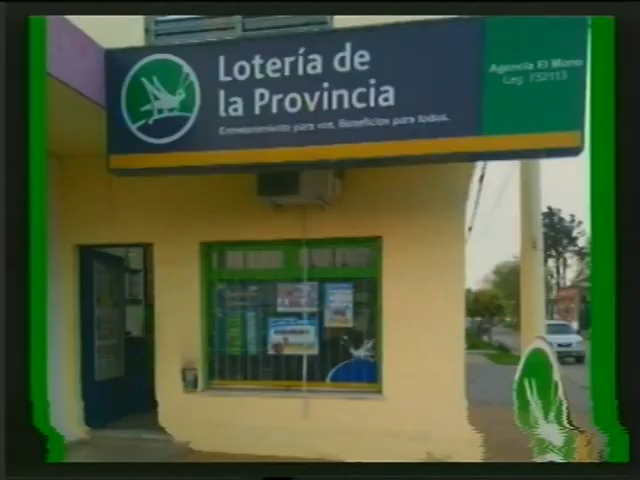 Lotería de
la Provincia
Entretenimiento para vos. Beneficios para todos.
Agencia El Mono
Leg. 752113